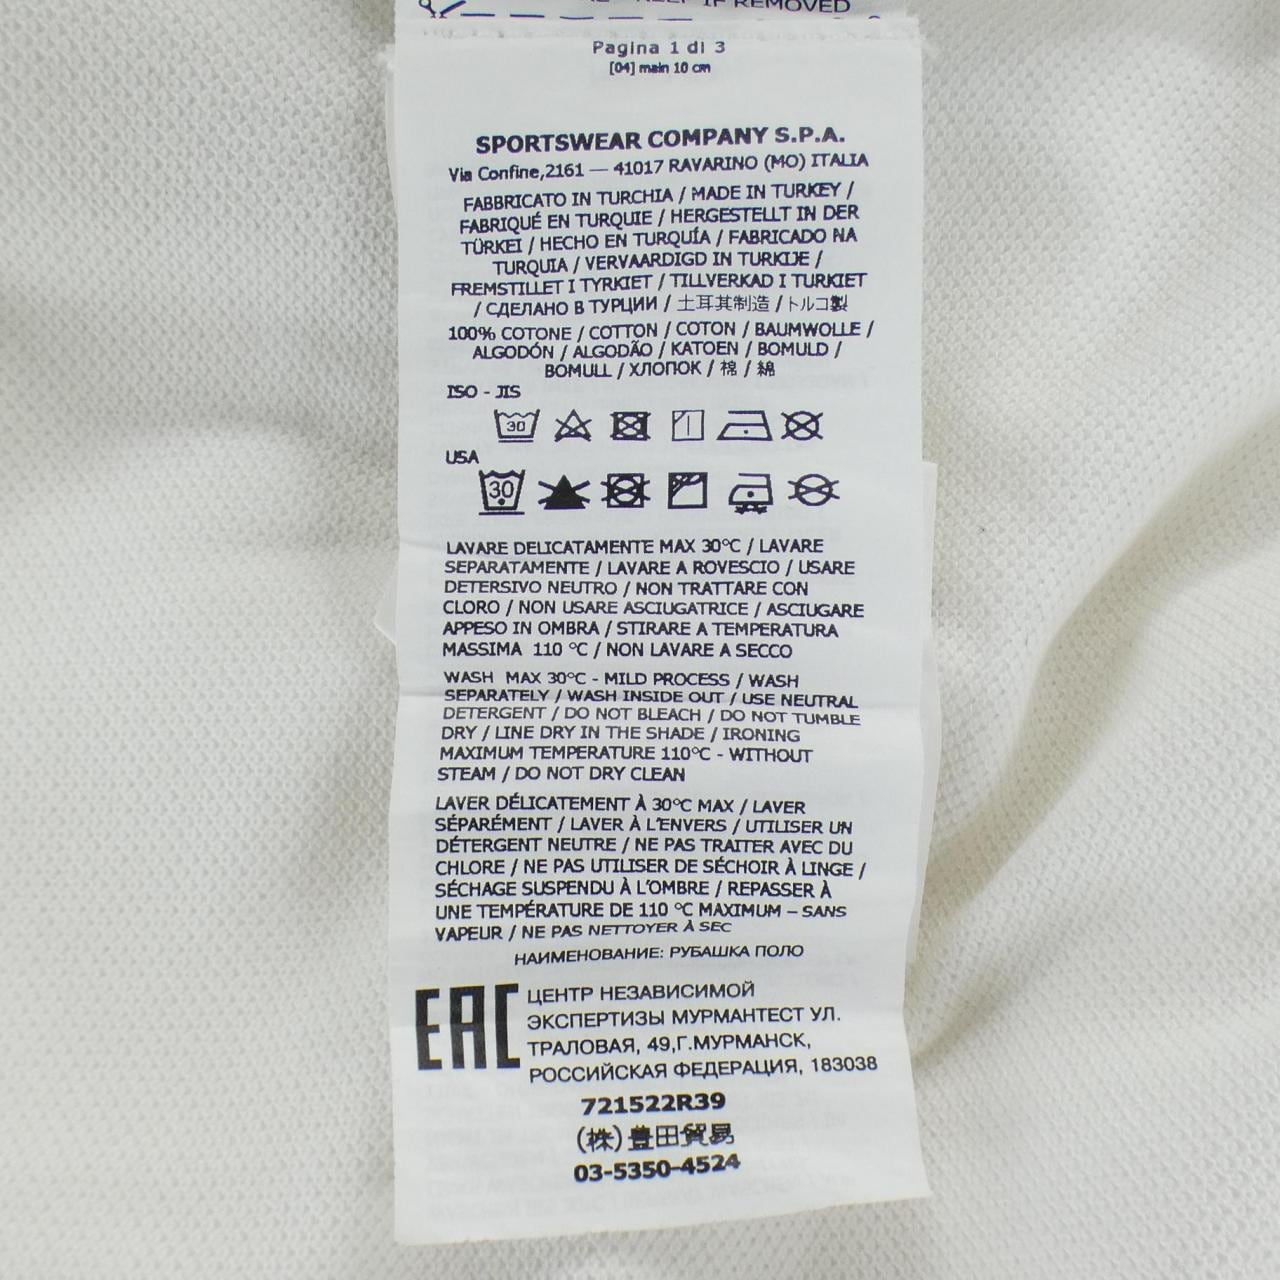 KEEP IF REMOVED
Pagina 1 di 3
[04] main 10 cm
SPORTSWEAR COMPANY S.P.A.
Via Confine,2161 — 41017 RAVARINO (MO) ITALIA
FABBRICATO IN TURCHIA / MADE IN TURKEY /
FABRIQUÉ EN TURQUIE / HERGESTELLT IN DER
TÜRKEI / HECHO EN TURQUÍA / FABRICADO NA
TURQUIA / VERVAARDIGD IN TURKIJE /
FREMSTILLET I TYRKIET / TILLVERKAD I TURKIET
/ СДЕЛАНО В ТУРЦИИ / 土耳其制造 / トルコ製
100% COTONE / COTTON / COTON / BAUMWOLLE /
ALGODÓN / ALGODÃO / KATOEN / BOMULD /
BOMULL / ХЛОПОК / 棉 / 綿
ISO - JIS
30
USA
30
LAVARE DELICATAMENTE MAX 30°C / LAVARE
SEPARATAMENTE / LAVARE A ROVESCIO / USARE
DETERSIVO NEUTRO / NON TRATTARE CON
CLORO / NON USARE ASCIUGATRICE / ASCIUGARE
APPESO IN OMBRA / STIRARE A TEMPERATURA
MASSIMA 110 °C / NON LAVARE A SECCO
WASH MAX 30°C - MILD PROCESS / WASH
SEPARATELY / WASH INSIDE OUT / USE NEUTRAL
DETERGENT / DO NOT BLEACH / DO NOT TUMBLE
DRY / LINE DRY IN THE SHADE / IRONING
MAXIMUM TEMPERATURE 110°C - WITHOUT
STEAM / DO NOT DRY CLEAN
LAVER DÉLICATEMENT À 30°C MAX / LAVER
SÉPARÉMENT / LAVER À L'ENVERS / UTILISER UN
DÉTERGENT NEUTRE / NE PAS TRAITER AVEC DU
CHLORE / NE PAS UTILISER DE SÉCHOIR À LINGE /
SÉCHAGE SUSPENDU À L'OMBRE / REPASSER À
UNE TEMPÉRATURE DE 110 °C MAXIMUM – SANS
VAPEUR / NE PAS NETTOYER À SEC
НАИМЕНОВАНИЕ: РУБАШКА ПОЛО
EAC
ЦЕНТР НЕЗАВИСИМОЙ
ЭКСПЕРТИЗЫ МУРМАНТЕСТ УЛ.
ТРАЛОВАЯ, 49,Г.МУРМАНСК,
РОССИЙСКАЯ ФЕДЕРАЦИЯ, 183038
721522R39
(株) 豊田貿易
03-5350-4524